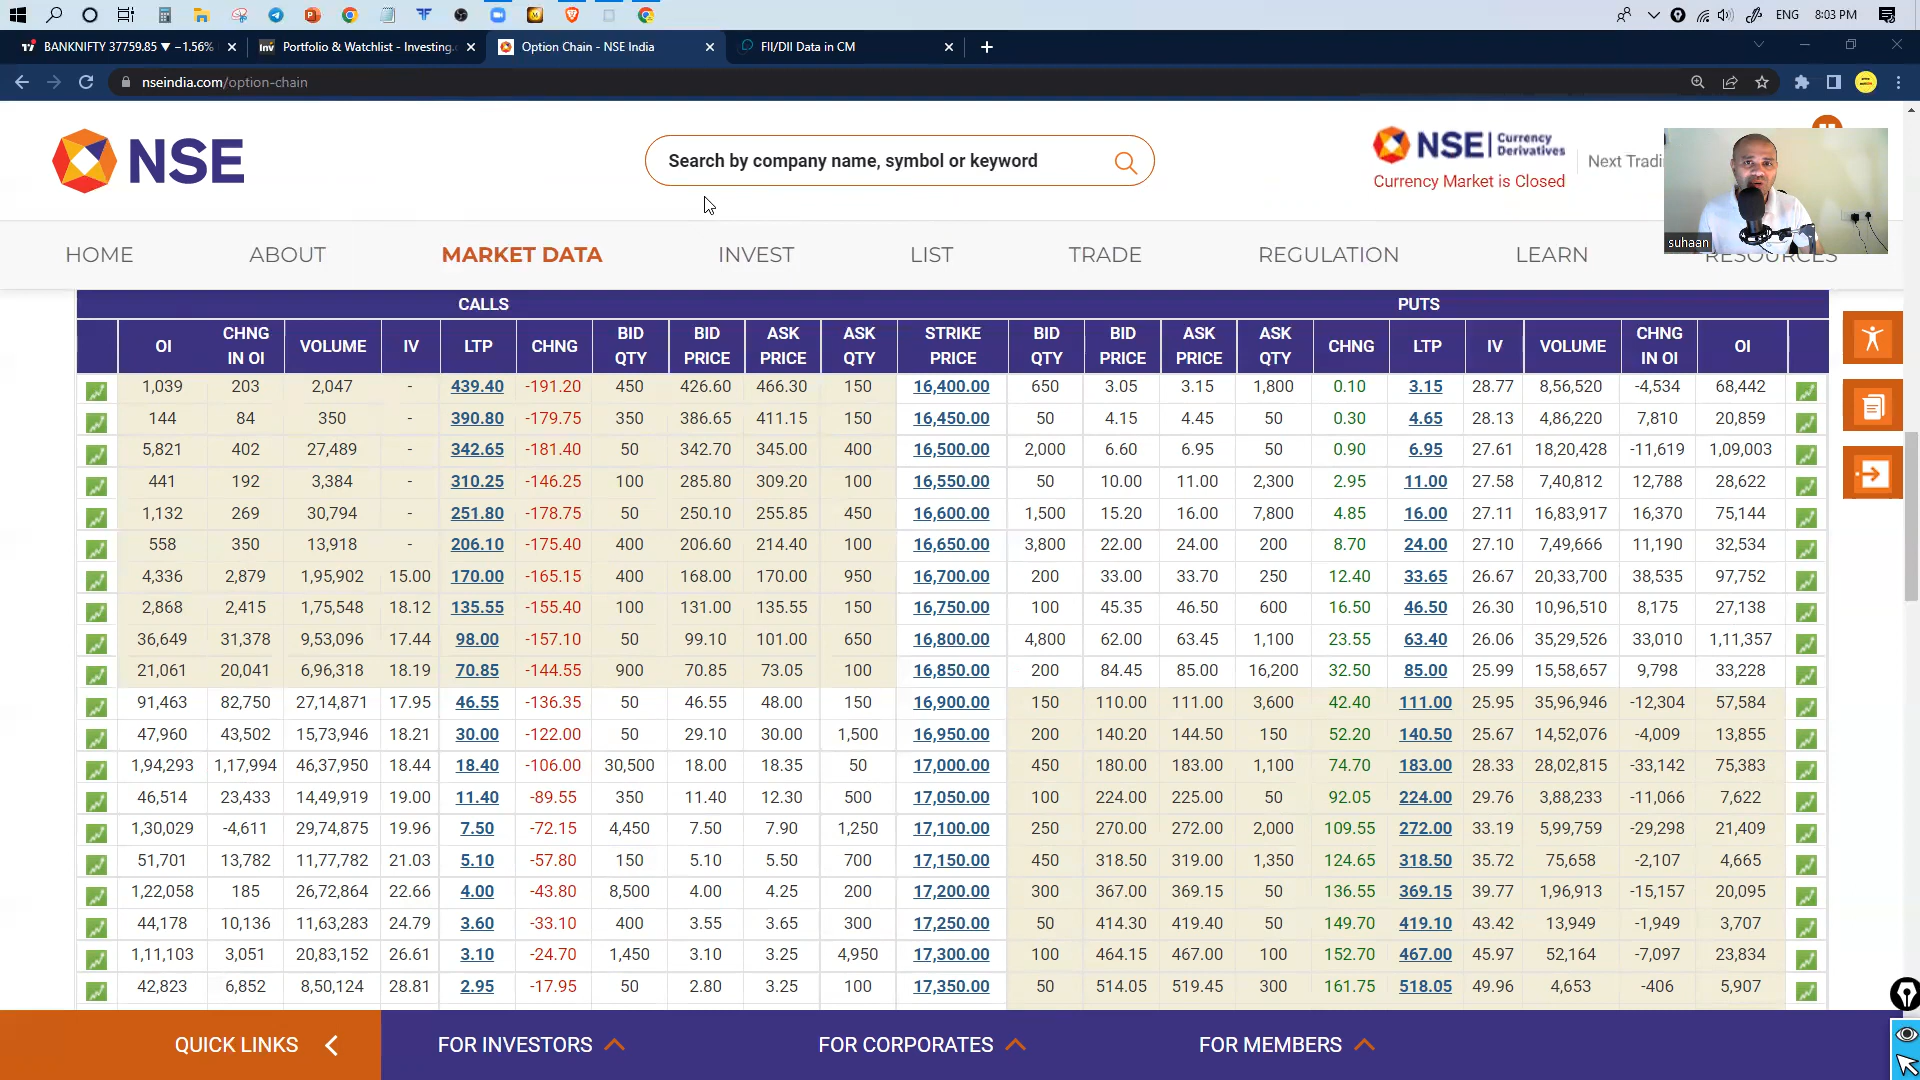 ENG 8:03 PM
BANKNIFTY 37759.85 ▼ −1.56% Portfolio & Watchlist - Investing. Option Chain - NSE India FII/DII Data in CM
nseindia.com/option-chain
NSE Search by company name, symbol or keyword NSE Currency Derivatives Next Tradi
Currency Market is Closed
suhaan
HOME ABOUT MARKET DATA INVEST LIST TRADE REGULATION LEARN RESOURCES
CALLS PUTS
OI CHNG IN OI VOLUME IV LTP CHNG BID QTY BID PRICE ASK PRICE ASK QTY STRIKE PRICE BID QTY BID PRICE ASK PRICE ASK QTY CHNG LTP IV VOLUME CHNG IN OI OI
1,039 203 2,047 - 439.40 -191.20 450 426.60 466.30 150 16,400.00 650 3.05 3.15 1,800 0.10 3.15 28.77 8,56,520 -4,534 68,442
144 84 350 - 390.80 -179.75 350 386.65 411.15 150 16,450.00 50 4.15 4.45 50 0.30 4.65 28.13 4,86,220 7,810 20,859
5,821 402 27,489 - 342.65 -181.40 50 342.70 345.00 400 16,500.00 2,000 6.60 6.95 50 0.90 6.95 27.61 18,20,428 -11,619 1,09,003
441 192 3,384 - 310.25 -146.25 100 285.80 309.20 100 16,550.00 50 10.00 11.00 2,300 2.95 11.00 27.58 7,40,812 12,788 28,622
1,132 269 30,794 - 251.80 -178.75 50 250.10 255.85 450 16,600.00 1,500 15.20 16.00 7,800 4.85 16.00 27.11 16,83,917 16,370 75,144
558 350 13,918 - 206.10 -175.40 400 206.60 214.40 100 16,650.00 3,800 22.00 24.00 200 8.70 24.00 27.10 7,49,666 11,190 32,534
4,336 2,879 1,95,902 15.00 170.00 -165.15 400 168.00 170.00 950 16,700.00 200 33.00 33.70 250 12.40 33.65 26.67 20,33,700 38,535 97,752
2,868 2,415 1,75,548 18.12 135.55 -155.40 100 131.00 135.55 150 16,750.00 100 45.35 46.50 600 16.50 46.50 26.30 10,96,510 8,175 27,138
36,649 31,378 9,53,096 17.44 98.00 -157.10 50 99.10 101.00 650 16,800.00 4,800 62.00 63.45 1,100 23.55 63.40 26.06 35,29,526 33,010 1,11,357
21,061 20,041 6,96,318 18.19 70.85 -144.55 900 70.85 73.05 100 16,850.00 200 84.45 85.00 16,200 32.50 85.00 25.99 15,58,657 9,798 33,228
91,463 82,750 27,14,871 17.95 46.55 -136.35 50 46.55 48.00 150 16,900.00 150 110.00 111.00 3,600 42.40 111.00 25.95 35,96,946 -12,304 57,584
47,960 43,502 15,73,946 18.21 30.00 -122.00 50 29.10 30.00 1,500 16,950.00 200 140.20 144.50 150 52.20 140.50 25.67 14,52,076 -4,009 13,855
1,94,293 1,17,994 46,37,950 18.44 18.40 -106.00 30,500 18.00 18.35 50 17,000.00 450 180.00 183.00 1,100 74.70 183.00 28.33 28,02,815 -33,142 75,383
46,514 23,433 14,49,919 19.00 11.40 -89.55 350 11.40 12.30 500 17,050.00 100 224.00 225.00 50 92.05 224.00 29.76 3,88,233 -11,066 7,622
1,30,029 -4,611 29,74,875 19.96 7.50 -72.15 4,450 7.50 7.90 1,250 17,100.00 250 270.00 272.00 2,000 109.55 272.00 33.19 5,99,759 -29,298 21,409
51,701 13,782 11,77,782 21.03 5.10 -57.80 150 5.10 5.50 700 17,150.00 450 318.50 319.00 1,350 124.65 318.50 35.72 75,658 -2,107 4,665
1,22,058 185 26,72,864 22.66 4.00 -43.80 8,500 4.00 4.25 200 17,200.00 300 367.00 369.15 50 136.55 369.15 39.77 1,96,913 -15,157 20,095
44,178 10,136 11,63,283 24.79 3.60 -33.10 400 3.55 3.65 300 17,250.00 50 414.30 419.40 50 149.70 419.10 43.42 13,949 -1,949 3,707
1,11,103 3,051 20,83,152 26.61 3.10 -24.70 1,450 3.10 3.25 4,950 17,300.00 100 464.15 467.00 100 152.70 467.00 45.97 52,164 -7,097 23,834
42,823 6,852 8,50,124 28.81 2.95 -17.95 50 2.80 3.25 100 17,350.00 50 514.05 519.45 300 161.75 518.05 49.96 4,653 -406 5,907
QUICK LINKS FOR INVESTORS FOR CORPORATES FOR MEMBERS